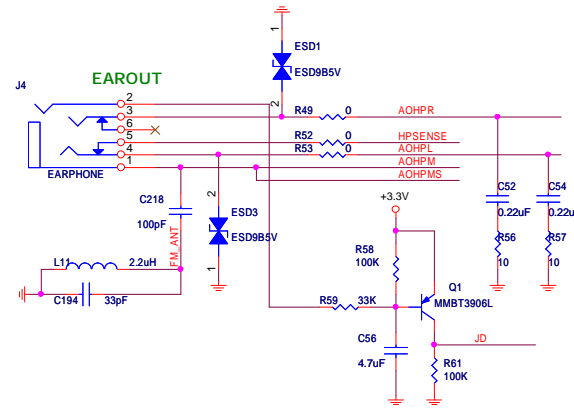 1
ESD1
ESD9B5V
2
J4
EAROUT
2
3
6
5
4
1
EARPHONE
R49 0 AOHPR
R52 0 HPSENSE
R53 0 AOHPL
AOHPM
AOHPMS
C218
100pF
FM_ANT
2
ESD3
ESD9B5V
1
L11 2.2uH
C194 33pF
+3.3V
R58
100K
R59 33K
Q1
MMBT3906L
C56
4.7uF
JD
R61
100K
C52
0.22uF
R56
10
C54
0.22u
R57
10